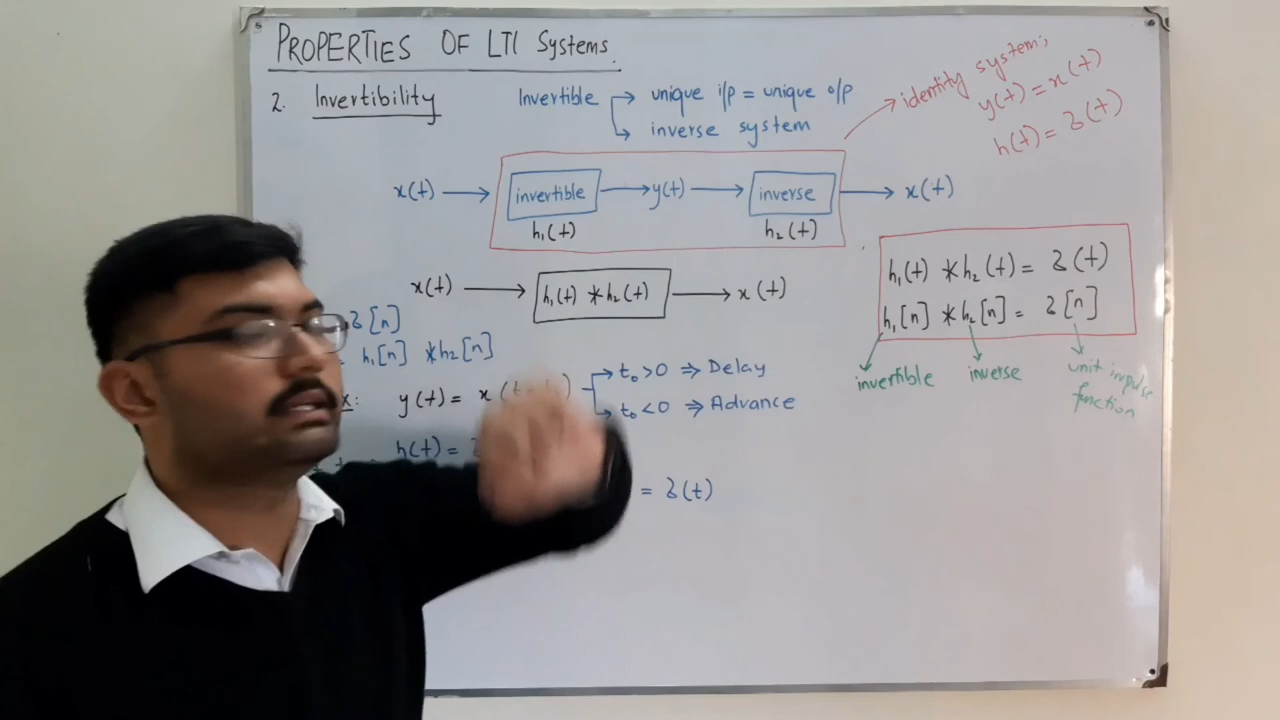 PROPERTIES OF LTI Systems.
2. Invertibility
Invertible → unique i/p = unique o/p
↳ inverse system
→ identity system;
y(t) = x(t)
h(t) = δ(t)
x(t) → invertible → y(t) → inverse → x(t)
h₁(t) h₂(t)
x(t) → h₁(t) * h₂(t) → x(t)
h₁(t) * h₂(t) = δ(t)
h₁[n] * h₂[n] = δ[n]
invertible inverse unit impulse
function
δ[n]
h₁[n] * h₂[n]
x: y(t) = x(t
→ t₀>0 ⇒ Delay
→ t₀<0 ⇒ Advance
h(t) =
= δ(t)